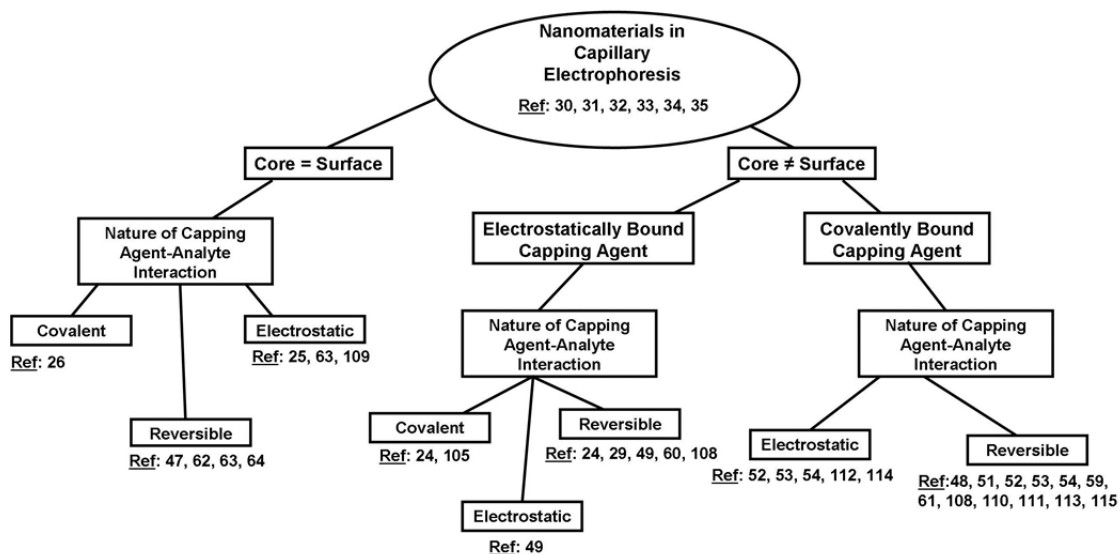 Nanomaterials in
Capillary
Electrophoresis
Ref: 30, 31, 32, 33, 34, 35
Core = Surface
Core ≠ Surface
Nature of Capping
Agent-Analyte
Interaction
Electrostatically Bound
Capping Agent
Covalently Bound
Capping Agent
Covalent
Ref: 26
Electrostatic
Ref: 25, 63, 109
Reversible
Ref: 47, 62, 63, 64
Nature of Capping
Agent-Analyte
Interaction
Covalent
Ref: 24, 105
Reversible
Ref: 24, 29, 49, 60, 108
Electrostatic
Ref: 49
Nature of Capping
Agent-Analyte
Interaction
Electrostatic
Ref: 52, 53, 54, 112, 114
Reversible
Ref:48, 51, 52, 53, 54, 59,
61, 108, 110, 111, 113, 115